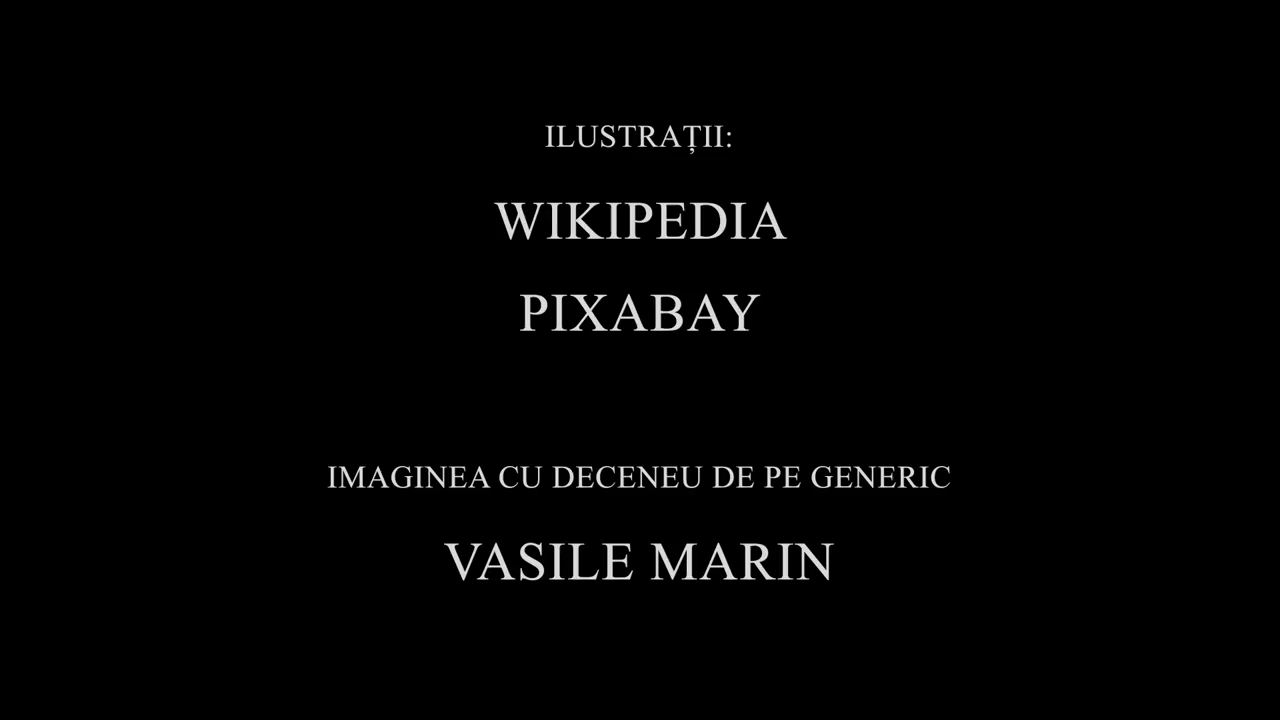 ILUSTRAȚII:
WIKIPEDIA
PIXABAY
IMAGINEA CU DECENEU DE PE GENERIC
VASILE MARIN